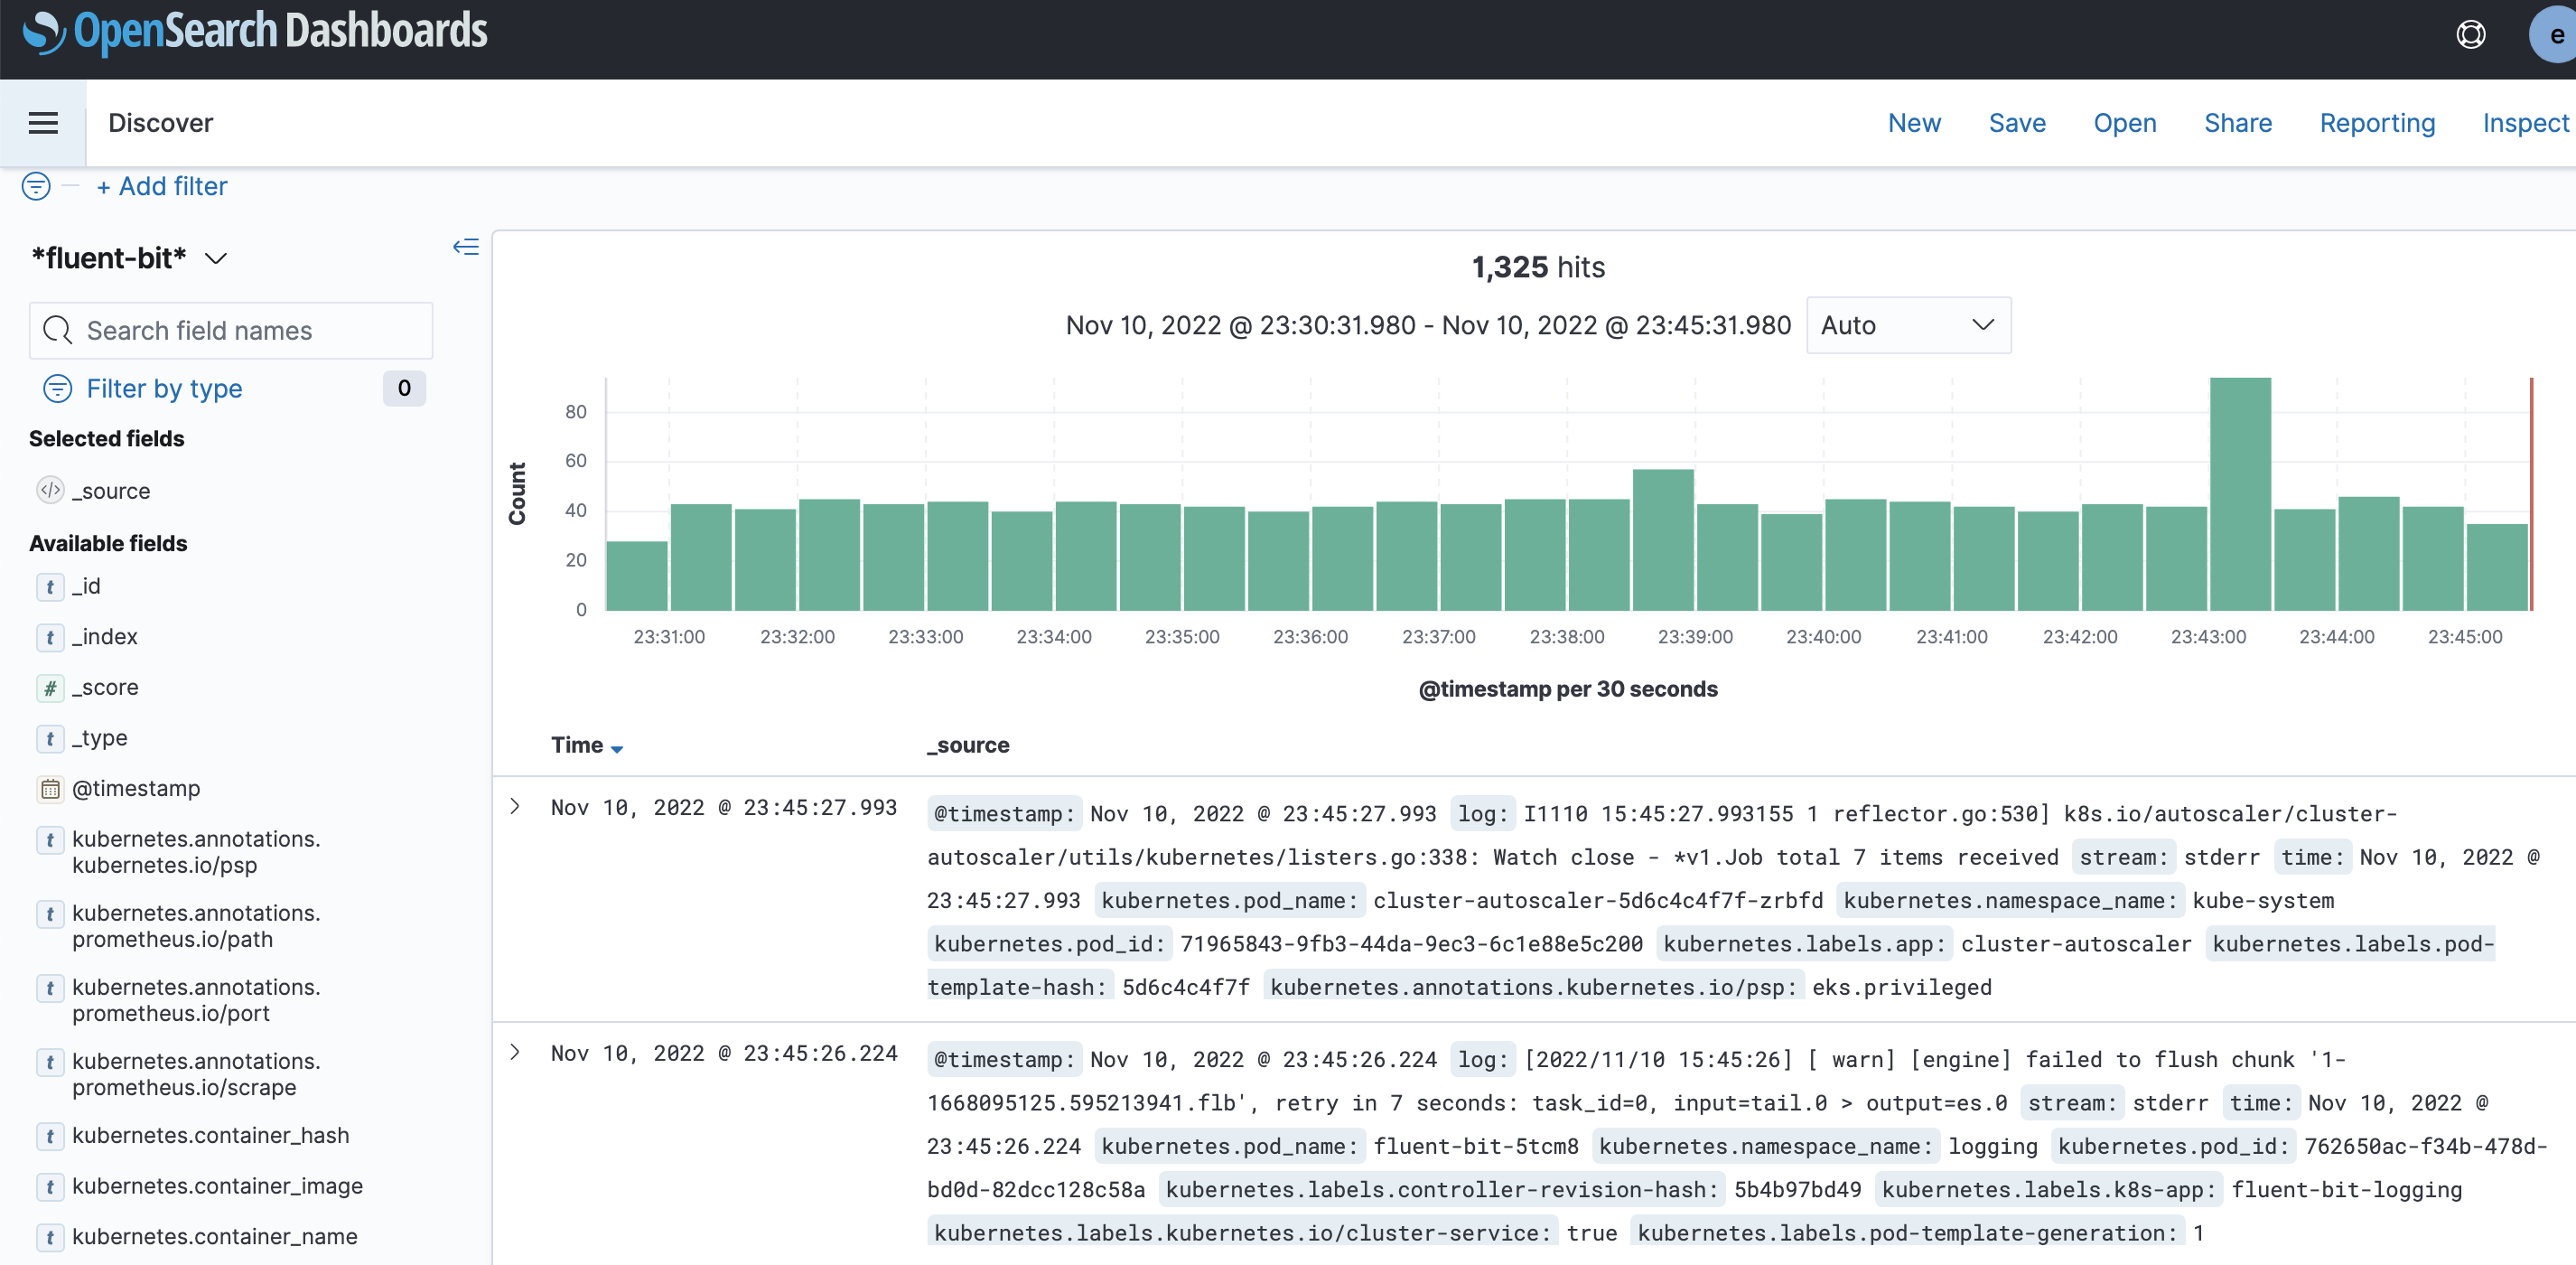 OpenSearch Dashboards
e
Discover
New Save Open Share Reporting Inspect
+ Add filter
*fluent-bit*
Search field names
Filter by type 0
Selected fields
</> _source
Available fields
t _id
t _index
# _score
t _type
@timestamp
t kubernetes.annotations.
kubernetes.io/psp
t kubernetes.annotations.
prometheus.io/path
t kubernetes.annotations.
prometheus.io/port
t kubernetes.annotations.
prometheus.io/scrape
t kubernetes.container_hash
t kubernetes.container_image
t kubernetes.container_name
1,325 hits
Nov 10, 2022 @ 23:30:31.980 - Nov 10, 2022 @ 23:45:31.980 Auto
Count
80
60
40
20
0
23:31:00 23:32:00 23:33:00 23:34:00 23:35:00 23:36:00 23:37:00 23:38:00 23:39:00 23:40:00 23:41:00 23:42:00 23:43:00 23:44:00 23:45:00
@timestamp per 30 seconds
Time _source
Nov 10, 2022 @ 23:45:27.993 @timestamp: Nov 10, 2022 @ 23:45:27.993 log: I1110 15:45:27.993155 1 reflector.go:530] k8s.io/autoscaler/cluster-
autoscaler/utils/kubernetes/listers.go:338: Watch close - *v1.Job total 7 items received stream: stderr time: Nov 10, 2022 @
23:45:27.993 kubernetes.pod_name: cluster-autoscaler-5d6c4c4f7f-zrbfd kubernetes.namespace_name: kube-system
kubernetes.pod_id: 71965843-9fb3-44da-9ec3-6c1e88e5c200 kubernetes.labels.app: cluster-autoscaler kubernetes.labels.pod-
template-hash: 5d6c4c4f7f kubernetes.annotations.kubernetes.io/psp: eks.privileged
Nov 10, 2022 @ 23:45:26.224 @timestamp: Nov 10, 2022 @ 23:45:26.224 log: [2022/11/10 15:45:26] [ warn] [engine] failed to flush chunk '1-
1668095125.595213941.flb', retry in 7 seconds: task_id=0, input=tail.0 > output=es.0 stream: stderr time: Nov 10, 2022 @
23:45:26.224 kubernetes.pod_name: fluent-bit-5tcm8 kubernetes.namespace_name: logging kubernetes.pod_id: 762650ac-f34b-478d-
bd0d-82dcc128c58a kubernetes.labels.controller-revision-hash: 5b4b97bd49 kubernetes.labels.k8s-app: fluent-bit-logging
kubernetes.labels.kubernetes.io/cluster-service: true kubernetes.labels.pod-template-generation: 1